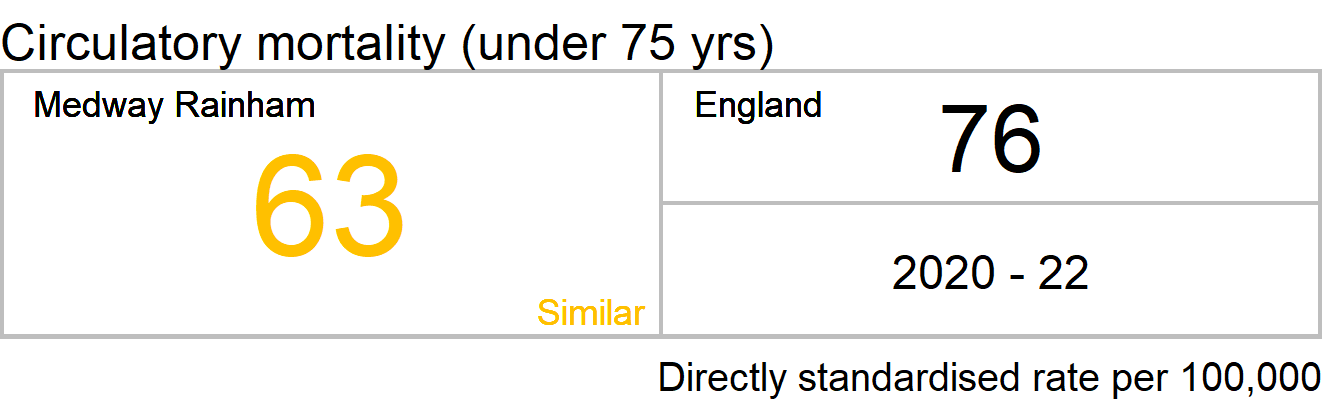 Circulatory mortality (under 75 yrs)
Medway Rainham
63
Similar
England
76
2020 - 22
Directly standardised rate per 100,000